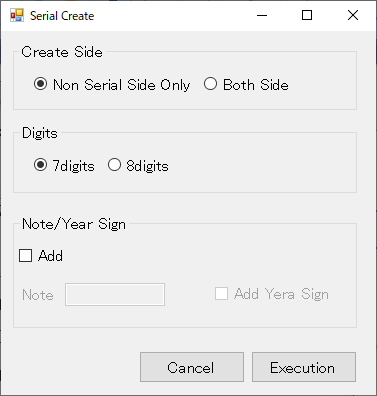 Serial Create
Create Side
Non Serial Side Only Both Side
Digits
7digits 8digits
Note/Year Sign
Add
Note Add Yera Sign
Cancel Execution